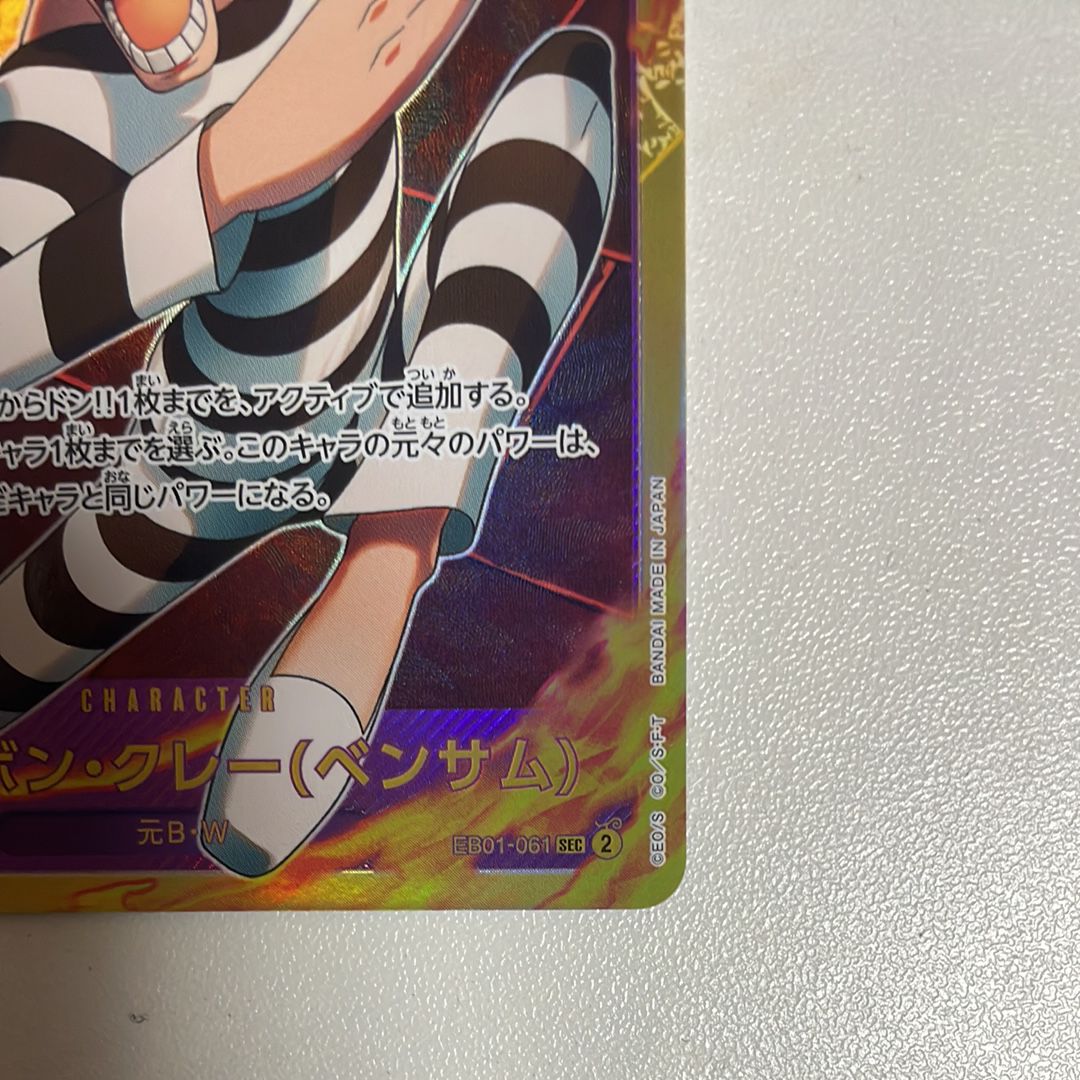 からドン!!1枚までを、アクティブで追加する。
ャラ1枚までを選ぶ。このキャラの元々のパワーは、
だキャラと同じパワーになる。
CHARACTER
ボン・クレー(ベンサム)
元B・W
EB01-061 SEC 2
©EO/S CO/S・F・T BANDAI MADE IN JAPAN